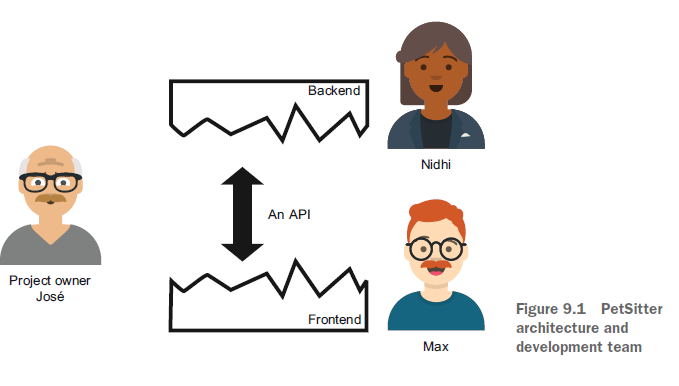 Backend
Nidhi
An API
Project owner
José
Frontend
Max
Figure 9.1 PetSitter
architecture and
development team